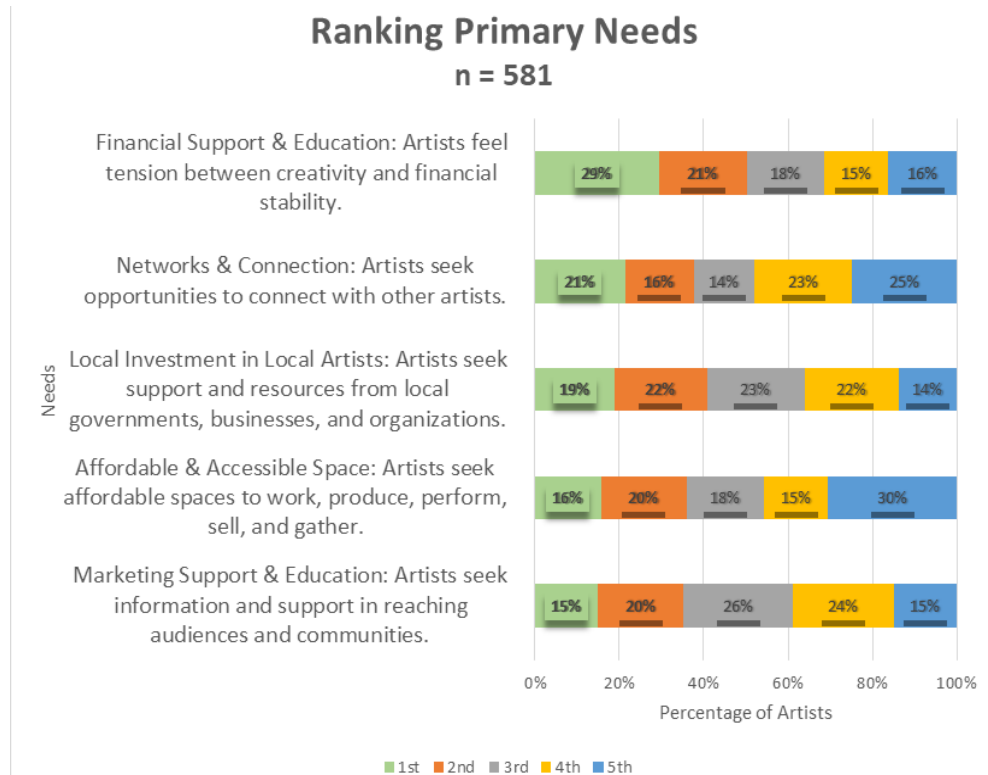 Ranking Primary Needs
n = 581
Financial Support & Education: Artists feel
tension between creativity and financial
stability.
29% 21% 18% 15% 16%
Networks & Connection: Artists seek
opportunities to connect with other artists.
21% 16% 14% 23% 25%
Local Investment in Local Artists: Artists seek
support and resources from local
governments, businesses, and organizations.
19% 22% 23% 22% 14%
Affordable & Accessible Space: Artists seek
affordable spaces to work, produce, perform,
sell, and gather.
16% 20% 18% 15% 30%
Marketing Support & Education: Artists seek
information and support in reaching
audiences and communities.
15% 20% 26% 24% 15%
Needs
0% 20% 40% 60% 80% 100%
Percentage of Artists
1st 2nd 3rd 4th 5th